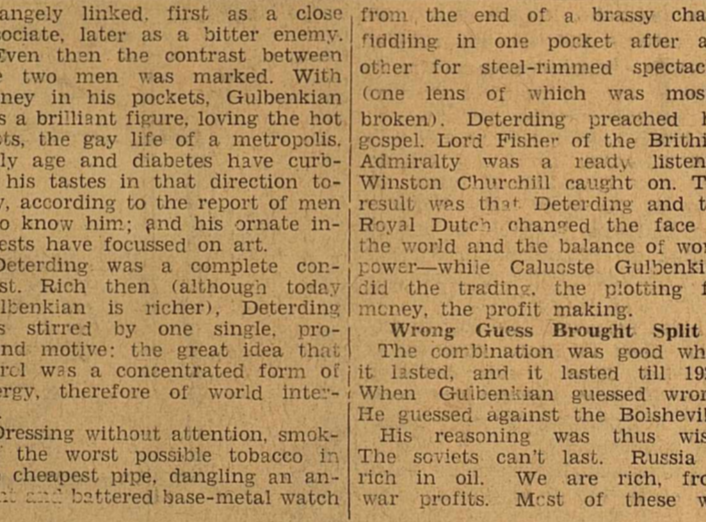 angely linked, first as a close
sociate, later as a bitter enemy.
Even then the contrast between
e two men was marked. With
ney in his pockets, Gulbenkian
s a brilliant figure, loving the hot
ots, the gay life of a metropolis.
ly age and diabetes have curb-
his tastes in that direction to-
y, according to the report of men
o know him; and his ornate in-
ests have focussed on art.
Deterding was a complete con-
st. Rich then (although today
lbenkian is richer), Deterding
s stirred by one single, pro-
nd motive: the great idea that
rol was a concentrated form of
ergy, therefore of world inter-
Dressing without attention, smok-
the worst possible tobacco in
cheapest pipe, dangling an an-
and battered base-metal watch
from the end of a brassy cha
fiddling in one pocket after a
other for steel-rimmed spectac
(one lens of which was mos
broken). Deterding preached h
gospel. Lord Fisher of the Brithi
Admiralty was a ready listen
Winston Churchill caught on. T
result was that Deterding and t
Royal Dutch changed the face
the world and the balance of wor
power—while Calucste Gulbenki
did the trading, the plotting f
money, the profit making.
Wrong Guess Brought Split
The combination was good wh
it lasted, and it lasted till 19
When Gulbenkian guessed wron
He guessed against the Bolshevi
His reasoning was thus wis
The soviets can't last. Russia
rich in oil. We are rich, fro
war profits. Most of these w